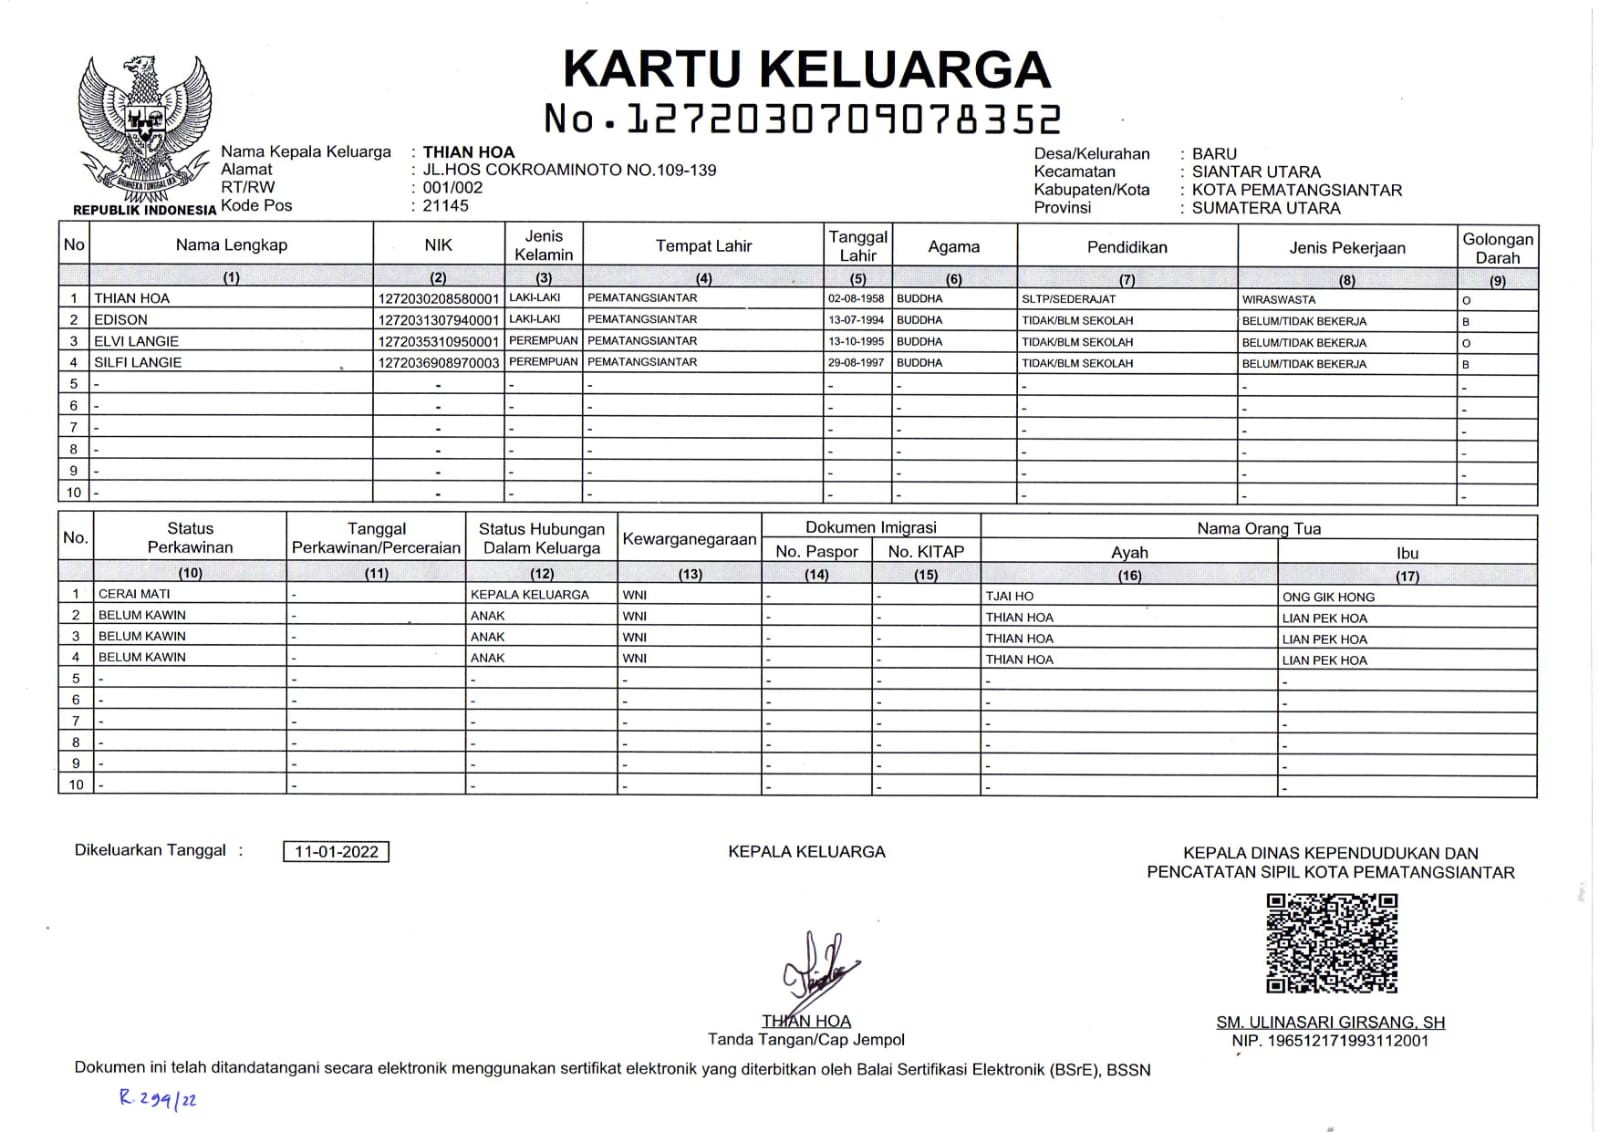 KARTU KELUARGA
No.1272030709078352
BHINNEKA TUNGGAL IKA
REPUBLIK INDONESIA
Nama Kepala Keluarga : THIAN HOA
Alamat : JL.HOS COKROAMINOTO NO.109-139
RT/RW : 001/002
Kode Pos : 21145
Desa/Kelurahan : BARU
Kecamatan : SIANTAR UTARA
Kabupaten/Kota : KOTA PEMATANGSIANTAR
Provinsi : SUMATERA UTARA
No Nama Lengkap NIK Jenis Kelamin Tempat Lahir Tanggal Lahir Agama Pendidikan Jenis Pekerjaan Golongan Darah
(1) (2) (3) (4) (5) (6) (7) (8) (9)
1 THIAN HOA 1272030208580001 LAKI-LAKI PEMATANGSIANTAR 02-08-1958 BUDDHA SLTP/SEDERAJAT WIRASWASTA O
2 EDISON 1272031307940001 LAKI-LAKI PEMATANGSIANTAR 13-07-1994 BUDDHA TIDAK/BLM SEKOLAH BELUM/TIDAK BEKERJA B
3 ELVI LANGIE 1272035310950001 PEREMPUAN PEMATANGSIANTAR 13-10-1995 BUDDHA TIDAK/BLM SEKOLAH BELUM/TIDAK BEKERJA O
4 SILFI LANGIE 1272036908970003 PEREMPUAN PEMATANGSIANTAR 29-08-1997 BUDDHA TIDAK/BLM SEKOLAH BELUM/TIDAK BEKERJA B
5 - - - - - - - - -
6 - - - - - - - - -
7 - - - - - - - - -
8 - - - - - - - - -
9 - - - - - - - - -
10 - - - - - - - - -
No. Status Perkawinan Tanggal Perkawinan/Perceraian Status Hubungan Dalam Keluarga Kewarganegaraan Dokumen Imigrasi Nama Orang Tua
No. Paspor No. KITAP Ayah Ibu
(10) (11) (12) (13) (14) (15) (16) (17)
1 CERAI MATI - KEPALA KELUARGA WNI - - TJAI HO ONG GIK HONG
2 BELUM KAWIN - ANAK WNI - - THIAN HOA LIAN PEK HOA
3 BELUM KAWIN - ANAK WNI - - THIAN HOA LIAN PEK HOA
4 BELUM KAWIN - ANAK WNI - - THIAN HOA LIAN PEK HOA
5 - - - - - - - -
6 - - - - - - - -
7 - - - - - - - -
8 - - - - - - - -
9 - - - - - - - -
10 - - - - - - - -
Dikeluarkan Tanggal : 11-01-2022
KEPALA KELUARGA
THIAN HOA
Tanda Tangan/Cap Jempol
KEPALA DINAS KEPENDUDUKAN DAN
PENCATATAN SIPIL KOTA PEMATANGSIANTAR
SM. ULINASARI GIRSANG, SH
NIP. 196512171993112001
Dokumen ini telah ditandatangani secara elektronik menggunakan sertifikat elektronik yang diterbitkan oleh Balai Sertifikasi Elektronik (BSrE), BSSN
R.299/22